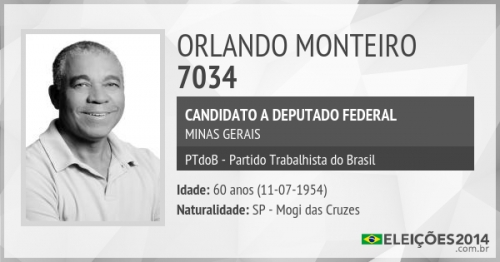 ORLANDO MONTEIRO
7034
CANDIDATO A DEPUTADO FEDERAL
MINAS GERAIS
PTdoB - Partido Trabalhista do Brasil
Idade: 60 anos (11-07-1954)
Naturalidade: SP - Mogi das Cruzes
ELEIÇÕES2014
.com.br